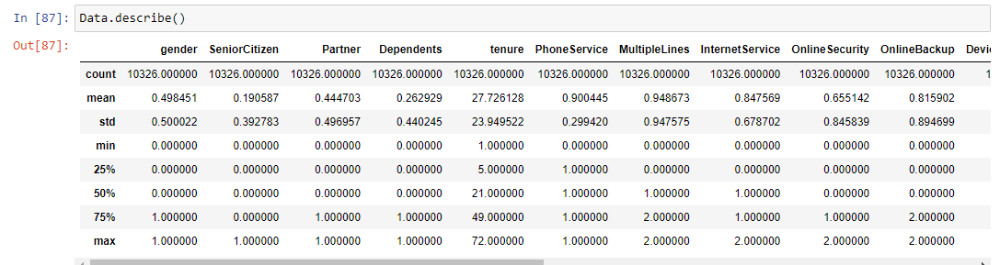 In [87]: Data.describe()
Out[87]:
gender SeniorCitizen Partner Dependents tenure PhoneService MultipleLines InternetService OnlineSecurity OnlineBackup Devi
count 10326.000000 10326.000000 10326.000000 10326.000000 10326.000000 10326.000000 10326.000000 10326.000000 10326.000000 10326.000000 1
mean 0.498451 0.190587 0.444703 0.262929 27.726128 0.900445 0.948673 0.847569 0.655142 0.815902
std 0.500022 0.392783 0.496957 0.440245 23.949522 0.299420 0.947575 0.678702 0.845839 0.894699
min 0.000000 0.000000 0.000000 0.000000 1.000000 0.000000 0.000000 0.000000 0.000000 0.000000
25% 0.000000 0.000000 0.000000 0.000000 5.000000 1.000000 0.000000 0.000000 0.000000 0.000000
50% 0.000000 0.000000 0.000000 0.000000 21.000000 1.000000 1.000000 1.000000 0.000000 0.000000
75% 1.000000 0.000000 1.000000 1.000000 49.000000 1.000000 2.000000 1.000000 1.000000 2.000000
max 1.000000 1.000000 1.000000 1.000000 72.000000 1.000000 2.000000 2.000000 2.000000 2.000000